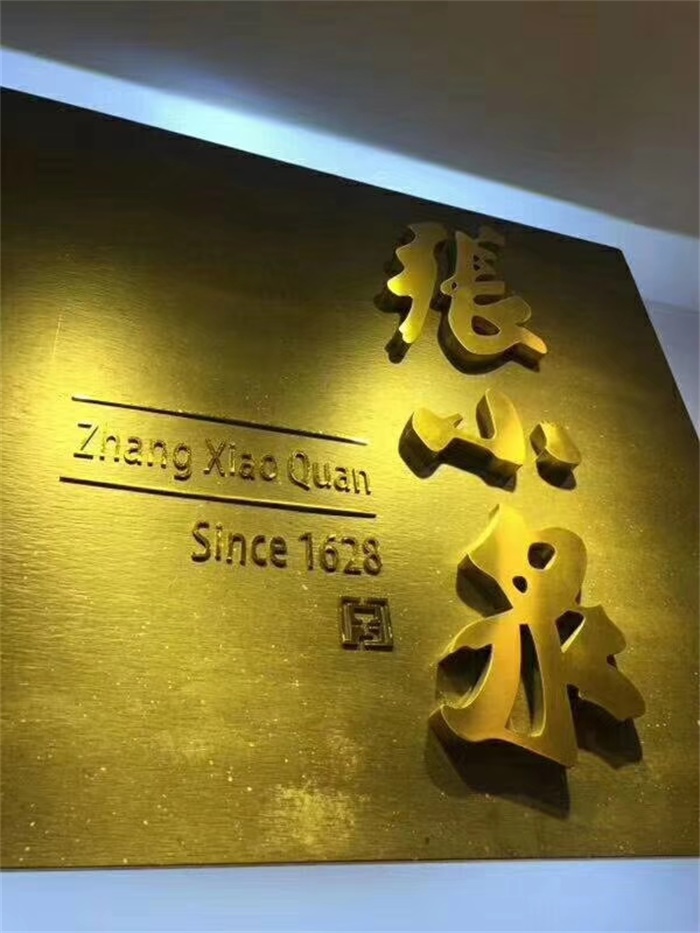 張小泉
Zhang Xiao Quan
Since 1628